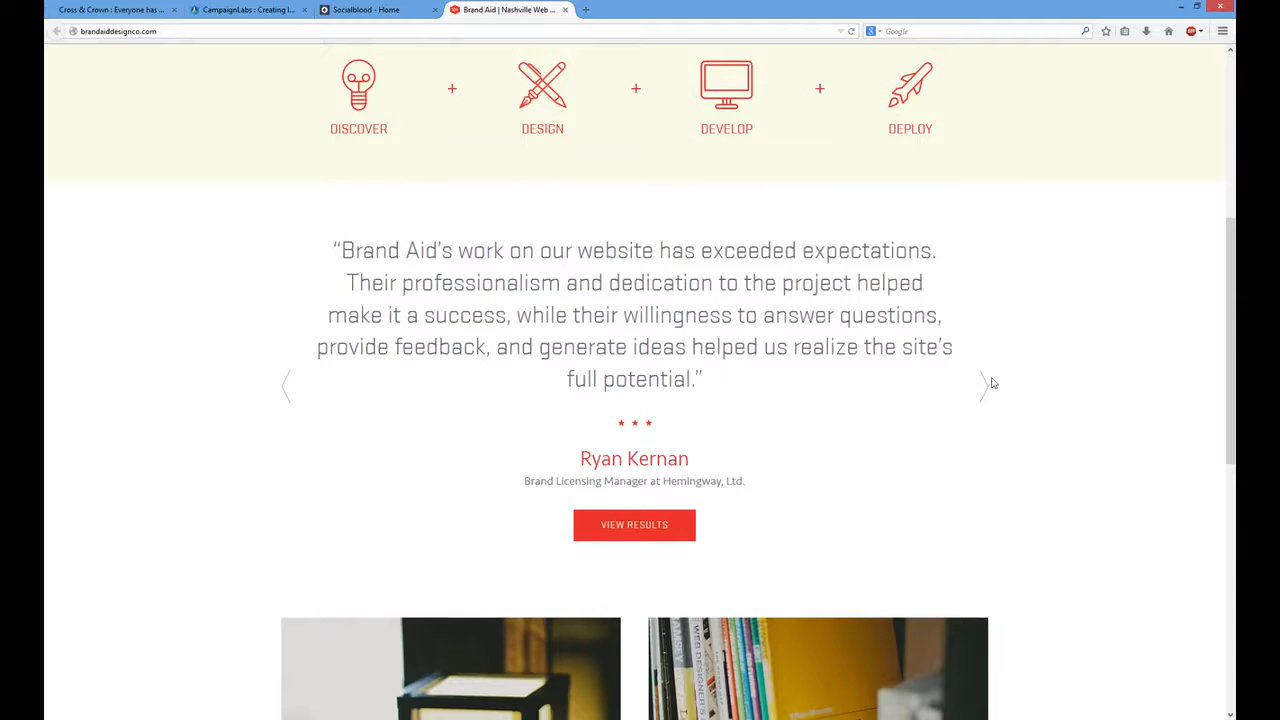 Cross & Crown : Everyone has ...
CampaignLabs : Creating I...
Socialblood - Home
Brand Aid | Nashville Web ...
brandaiddesignco.com
Google
DISCOVER + DESIGN + DEVELOP + DEPLOY
“Brand Aid’s work on our website has exceeded expectations.
Their professionalism and dedication to the project helped
make it a success, while their willingness to answer questions,
provide feedback, and generate ideas helped us realize the site’s
full potential.”
* * *
Ryan Kernan
Brand Licensing Manager at Hemingway, Ltd.
VIEW RESULTS
WEB DESIGNER'S